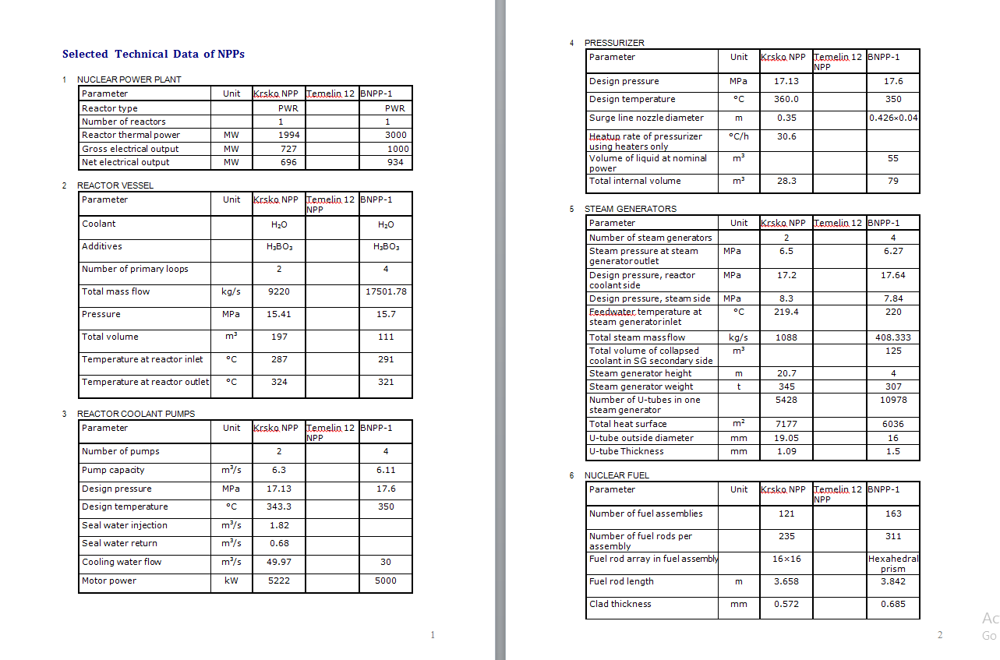 Selected Technical Data of NPPs
1 NUCLEAR POWER PLANT
Parameter Unit Krsko NPP Temelin 12 BNPP-1
Reactor type PWR PWR
Number of reactors 1 1
Reactor thermal power MW 1994 3000
Gross electrical output MW 727 1000
Net electrical output MW 696 934
2 REACTOR VESSEL
Parameter Unit Krsko NPP Temelin 12 BNPP-1
NPP
Coolant H₂O H₂O
Additives H₃BO₃ H₃BO₃
Number of primary loops 2 4
Total mass flow kg/s 9220 17501.78
Pressure MPa 15.41 15.7
Total volume m³ 197 111
Temperature at reactor inlet °C 287 291
Temperature at reactor outlet °C 324 321
3 REACTOR COOLANT PUMPS
Parameter Unit Krsko NPP Temelin 12 BNPP-1
NPP
Number of pumps 2 4
Pump capacity m³/s 6.3 6.11
Design pressure MPa 17.13 17.6
Design temperature °C 343.3 350
Seal water injection m³/s 1.82
Seal water return m³/s 0.68
Cooling water flow m³/s 49.97 30
Motor power kW 5222 5000
1
4 PRESSURIZER
Parameter Unit Krsko NPP Temelin 12 BNPP-1
NPP
Design pressure MPa 17.13 17.6
Design temperature °C 360.0 350
Surge line nozzle diameter m 0.35 0.426×0.04
Heatup rate of pressurizer °C/h 30.6
using heaters only
Volume of liquid at nominal m³ 55
power
Total internal volume m³ 28.3 79
5 STEAM GENERATORS
Parameter Unit Krsko NPP Temelin 12 BNPP-1
Number of steam generators 2 4
Steam pressure at steam MPa 6.5 6.27
generator outlet
Design pressure, reactor MPa 17.2 17.64
coolant side
Design pressure, steam side MPa 8.3 7.84
Feedwater temperature at °C 219.4 220
steam generator inlet
Total steam mass flow kg/s 1088 408.333
Total volume of collapsed m³ 125
coolant in SG secondary side
Steam generator height m 20.7 4
Steam generator weight t 345 307
Number of U-tubes in one 5428 10978
steam generator
Total heat surface m² 7177 6036
U-tube outside diameter mm 19.05 16
U-tube Thickness mm 1.09 1.5
6 NUCLEAR FUEL
Parameter Unit Krsko NPP Temelin 12 BNPP-1
NPP
Number of fuel assemblies 121 163
Number of fuel rods per 235 311
assembly
Fuel rod array in fuel assembly 16×16 Hexahedral
prism
Fuel rod length m 3.658 3.842
Clad thickness mm 0.572 0.685
2
Ac
Go